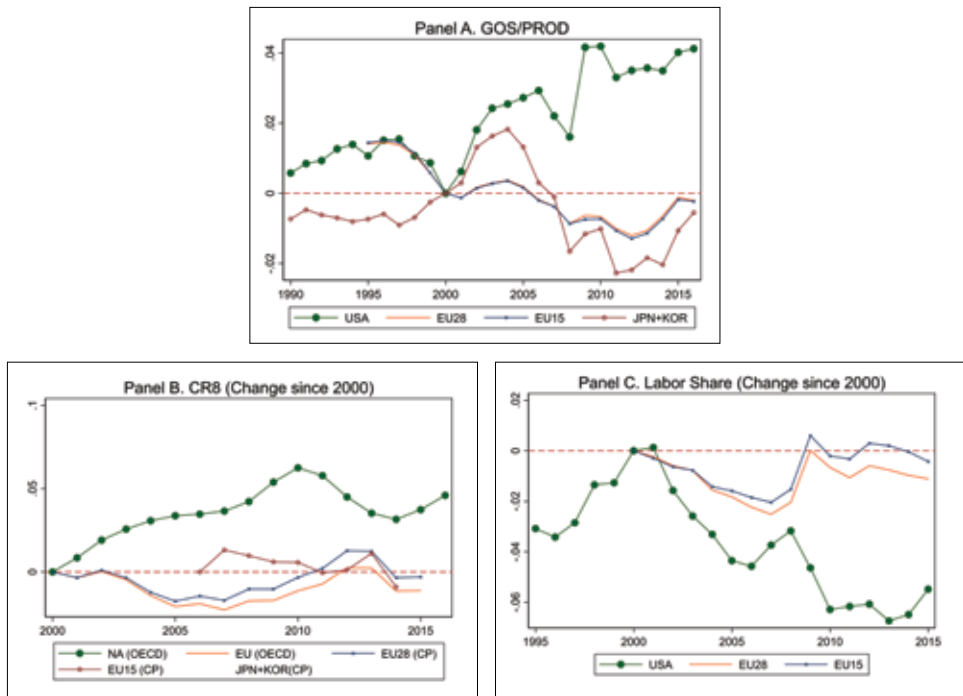 Panel A. GOS/PROD
.04
.02
0
-.02
1990 1995 2000 2005 2010 2015
USA EU28 EU15 JPN+KOR
Panel B. CR8 (Change since 2000)
.1
.05
0
2000 2005 2010 2015
NA (OECD) EU (OECD) EU28 (CP)
EU15 (CP) JPN+KOR(CP)
Panel C. Labor Share (Change since 2000)
.02
0
-.02
-.04
-.06
1995 2000 2005 2010 2015
USA EU28 EU15